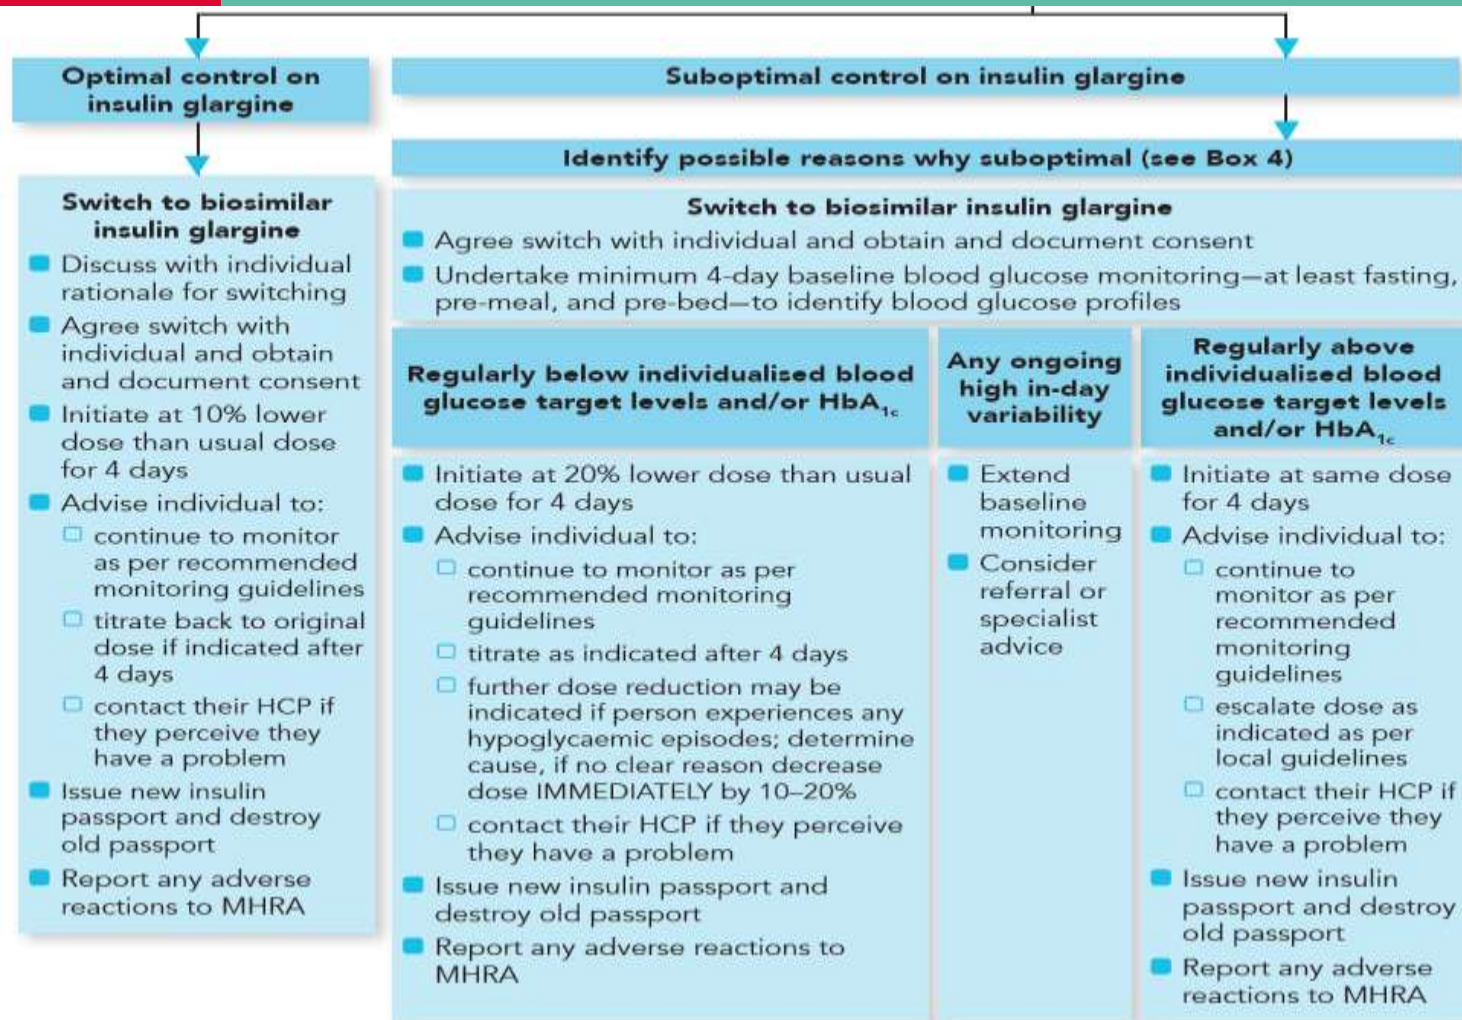 Optimal control on
insulin glargine
Switch to biosimilar
insulin glargine
Discuss with individual
rationale for switching
Agree switch with
individual and obtain
and document consent
Initiate at 10% lower
dose than usual dose
for 4 days
Advise individual to:
continue to monitor
as per recommended
monitoring guidelines
titrate back to original
dose if indicated after
4 days
contact their HCP if
they perceive they
have a problem
Issue new insulin
passport and destroy
old passport
Report any adverse
reactions to MHRA
Suboptimal control on insulin glargine
Identify possible reasons why suboptimal (see Box 4)
Switch to biosimilar insulin glargine
Agree switch with individual and obtain and document consent
Undertake minimum 4-day baseline blood glucose monitoring—at least fasting,
pre-meal, and pre-bed—to identify blood glucose profiles
Regularly below individualised blood
glucose target levels and/or HbA1c
Initiate at 20% lower dose than usual
dose for 4 days
Advise individual to:
continue to monitor as per
recommended monitoring
guidelines
titrate as indicated after 4 days
further dose reduction may be
indicated if person experiences any
hypoglycaemic episodes; determine
cause, if no clear reason decrease
dose IMMEDIATELY by 10–20%
contact their HCP if they perceive
they have a problem
Issue new insulin passport and
destroy old passport
Report any adverse reactions to
MHRA
Any ongoing
high in-day
variability
Extend
baseline
monitoring
Consider
referral or
specialist
advice
Regularly above
individualised blood
glucose target levels
and/or HbA1c
Initiate at same dose
for 4 days
Advise individual to:
continue to
monitor as per
recommended
monitoring
guidelines
escalate dose as
indicated as per
local guidelines
contact their HCP if
they perceive they
have a problem
Issue new insulin
passport and destroy
old passport
Report any adverse
reactions to MHRA